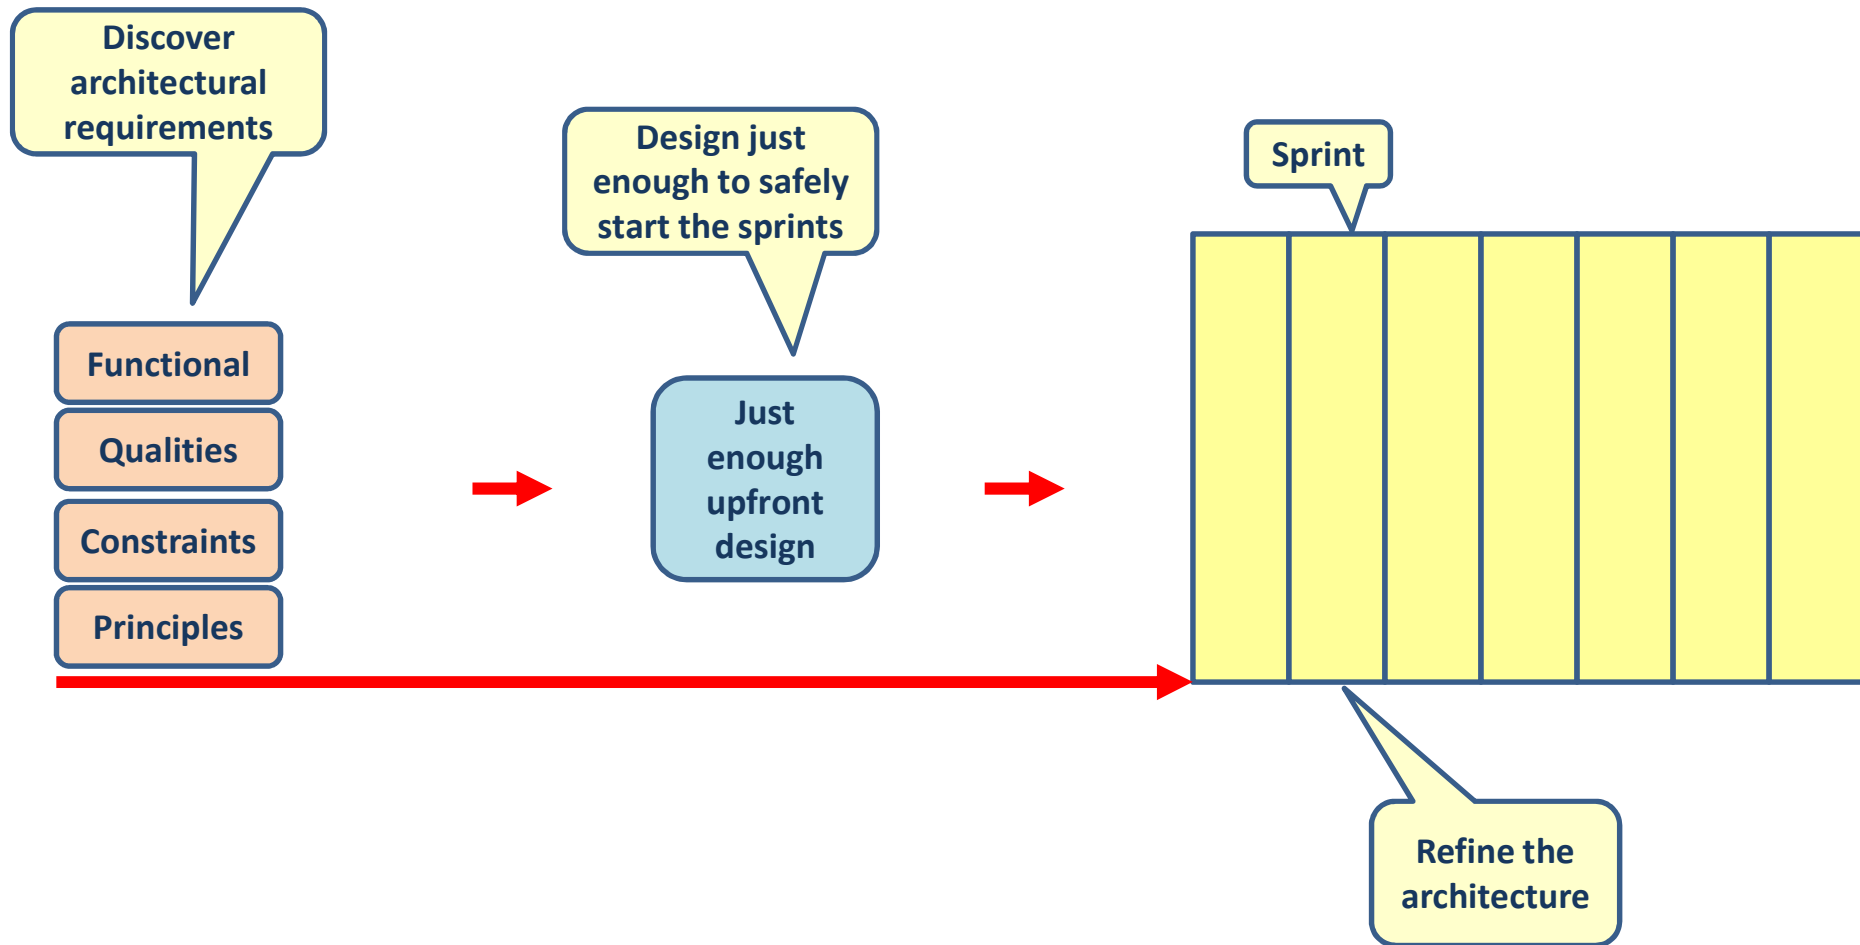 Discover
architectural
requirements
Design just
enough to safely
start the sprints
Sprint
Functional
Qualities
Constraints
Principles
Just
enough
upfront
design
Refine the
architecture